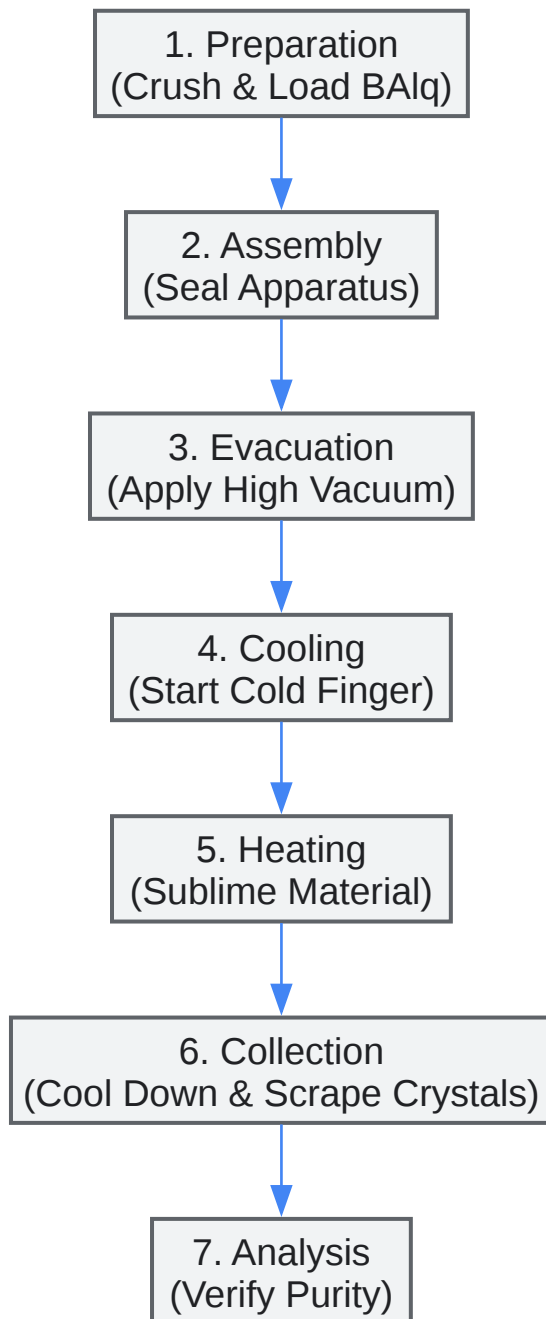 1. Preparation
(Crush & Load BAlq)
2. Assembly
(Seal Apparatus)
3. Evacuation
(Apply High Vacuum)
4. Cooling
(Start Cold Finger)
5. Heating
(Sublime Material)
6. Collection
(Cool Down & Scrape Crystals)
7. Analysis
(Verify Purity)